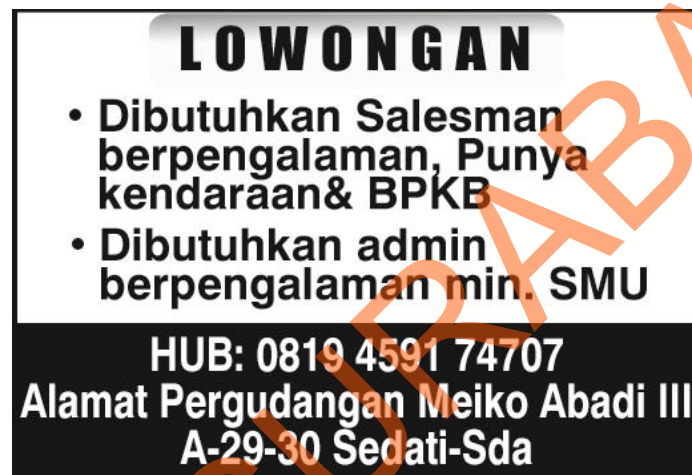 LOWONGAN
• Dibutuhkan Salesman
berpengalaman, Punya
kendaraan& BPKB
• Dibutuhkan admin
berpengalaman min. SMU
HUB: 0819 4591 74707
Alamat Pergudangan Meiko Abadi III
A-29-30 Sedati-Sda
SURABA